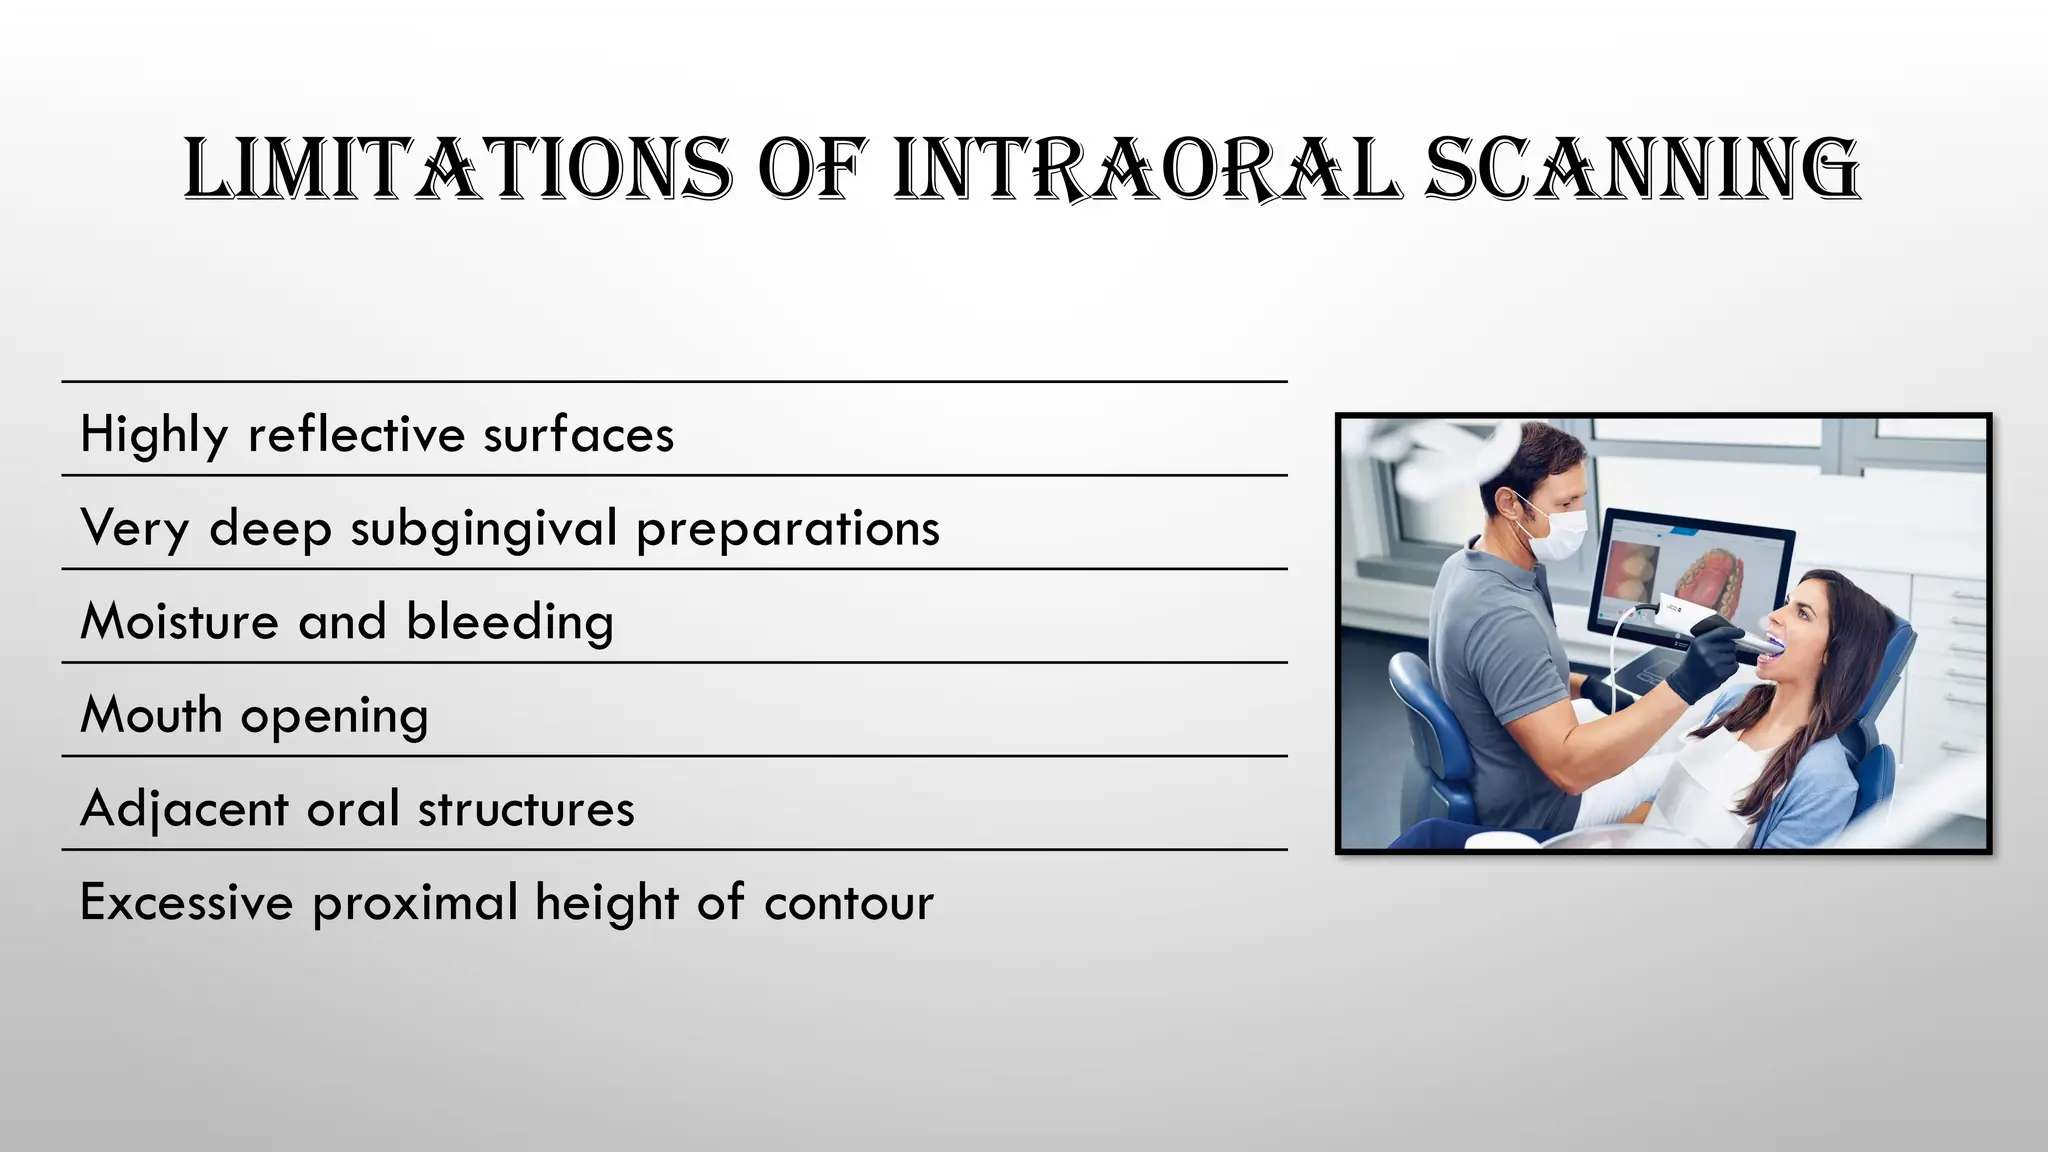 LIMITATIONS OF INTRAORAL SCANNING
Highly reflective surfaces
Very deep subgingival preparations
Moisture and bleeding
Mouth opening
Adjacent oral structures
Excessive proximal height of contour